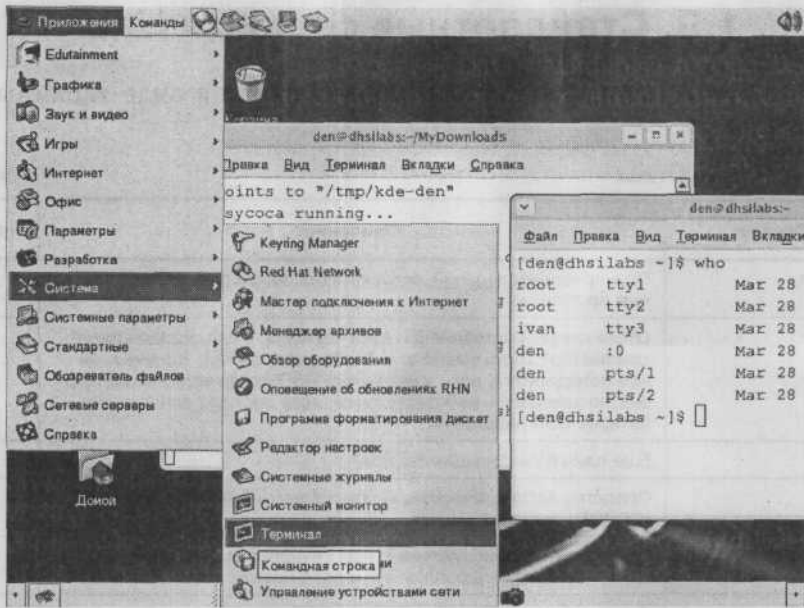 Приложения Команды
Edutainment
Графика
Звук и видео
Игры
Интернет
Офис
Параметры
Разработка
Система
Системные параметры
Стандартные
Обозреватель файлов
Сетевые серверы
Справка
Корзина
den@dhsilabs:~/MyDownloads
Правка Вид Терминал Вкладки Справка
oints to "/tmp/kde-den"
sycoca running...
Keyring Manager
Red Hat Network
Мастер подключения к Интернет
Менеджер архивов
Обзор оборудования
Оповещение об обновлениях RHN
Программа форматирования дискет
Редактор настроек
Системные журналы
Системный монитор
Терминал
Командная строка
Управление устройствами сети
den@dhsilabs:~
Файл Правка Вид Терминал Вкладки
[den@dhsilabs ~]$ who
root tty1 Mar 28
root tty2 Mar 28
ivan tty3 Mar 28
den :0 Mar 28
den pts/1 Mar 28
den pts/2 Mar 28
[den@dhsilabs ~]$
Домой